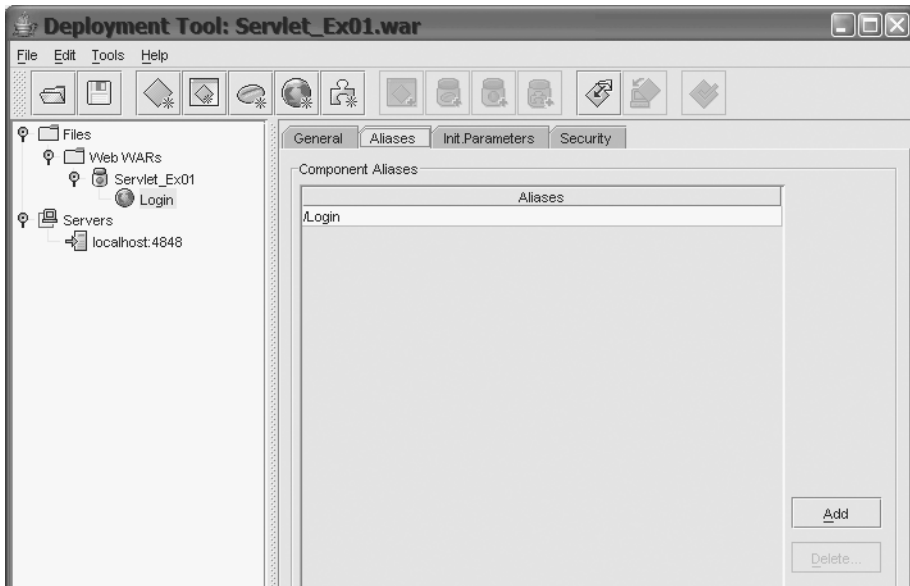 Deployment Tool: Servlet_Ex01.war
File Edit Tools Help
Files
Web WARs
Servlet_Ex01
Login
Servers
localhost:4848
General Aliases Init.Parameters Security
Component Aliases
Aliases
/Login
Add
Delete...